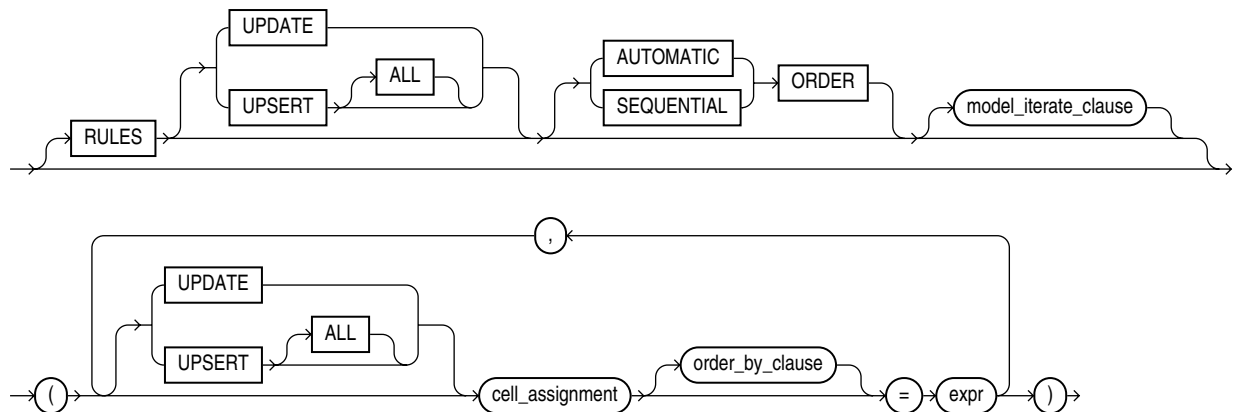 UPDATE
UPSERT ALL
AUTOMATIC
SEQUENTIAL
ORDER
RULES
model_iterate_clause
,
UPDATE
UPSERT ALL
( cell_assignment order_by_clause = expr )